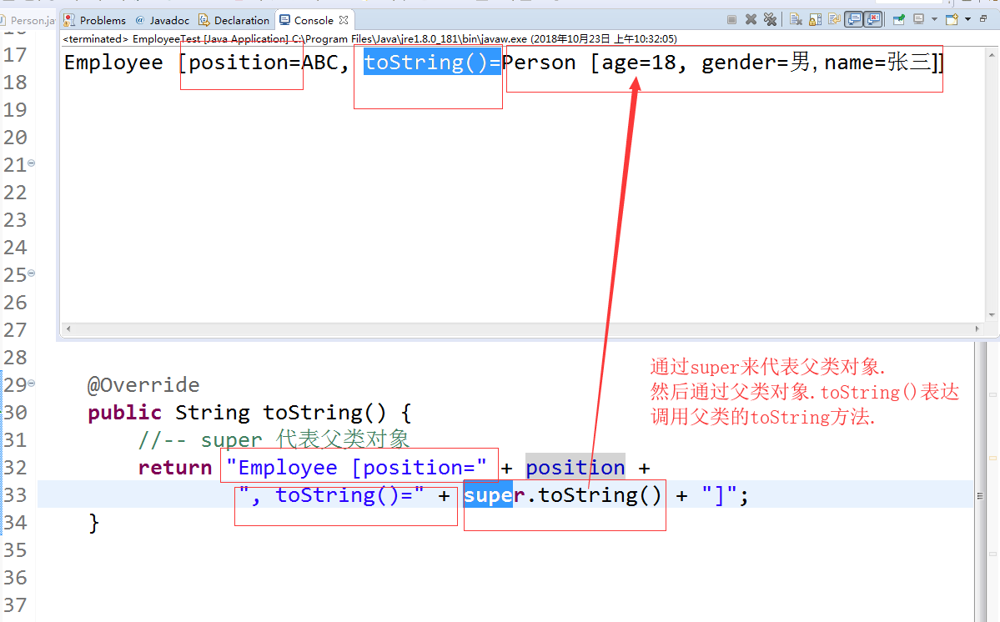 Person.ja
Problems @ Javadoc Declaration Console
<terminated> EmployeeTest [Java Application] C:\Program Files\Java\jre1.8.0_181\bin\javaw.exe (2018年10月23日 上午10:32:05)
Employee [position=ABC, toString()=Person [age=18, gender=男,name=张三]]
17
18
19
20
21
22
23
24
25
26
27
28
通过super来代表父类对象.
然后通过父类对象.toString()表达
调用父类的toString方法.
29 @Override
30 public String toString() {
31 //-- super 代表父类对象
32 return "Employee [position=" + position +
33 ", toString()=" + super.toString() + "]";
34 }
35
36
37